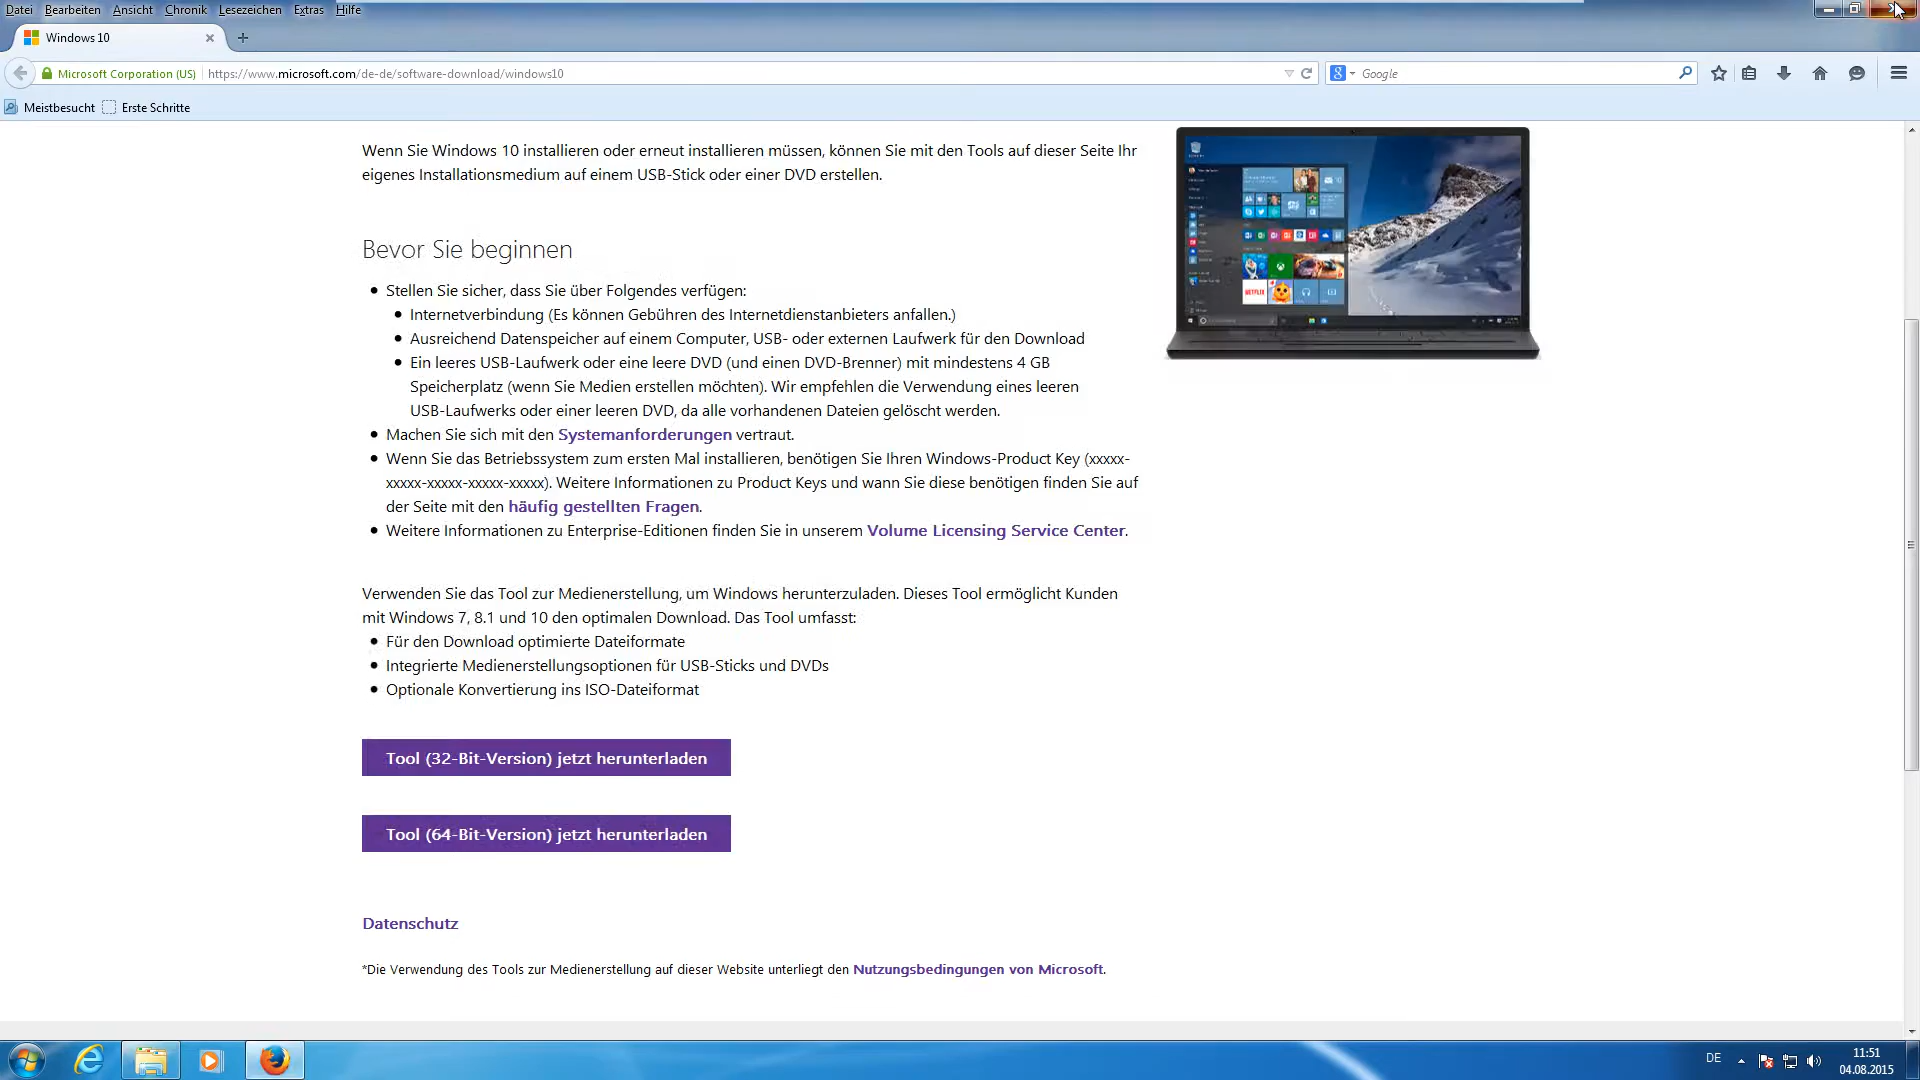 Datei Bearbeiten Ansicht Chronik Lesezeichen Extras Hilfe
Windows 10
Microsoft Corporation (US) https://www.microsoft.com/de-de/software-download/windows10 Google
Meistbesucht Erste Schritte
Wenn Sie Windows 10 installieren oder erneut installieren müssen, können Sie mit den Tools auf dieser Seite Ihr
eigenes Installationsmedium auf einem USB-Stick oder einer DVD erstellen.
Bevor Sie beginnen
Stellen Sie sicher, dass Sie über Folgendes verfügen:
Internetverbindung (Es können Gebühren des Internetdienstanbieters anfallen.)
Ausreichend Datenspeicher auf einem Computer, USB- oder externen Laufwerk für den Download
Ein leeres USB-Laufwerk oder eine leere DVD (und einen DVD-Brenner) mit mindestens 4 GB
Speicherplatz (wenn Sie Medien erstellen möchten). Wir empfehlen die Verwendung eines leeren
USB-Laufwerks oder einer leeren DVD, da alle vorhandenen Dateien gelöscht werden.
Machen Sie sich mit den Systemanforderungen vertraut.
Wenn Sie das Betriebssystem zum ersten Mal installieren, benötigen Sie Ihren Windows-Product Key (xxxxx-
xxxxx-xxxxx-xxxxx-xxxxx). Weitere Informationen zu Product Keys und wann Sie diese benötigen finden Sie auf
der Seite mit den häufig gestellten Fragen.
Weitere Informationen zu Enterprise-Editionen finden Sie in unserem Volume Licensing Service Center.
Verwenden Sie das Tool zur Medienerstellung, um Windows herunterzuladen. Dieses Tool ermöglicht Kunden
mit Windows 7, 8.1 und 10 den optimalen Download. Das Tool umfasst:
Für den Download optimierte Dateiformate
Integrierte Medienerstellungsoptionen für USB-Sticks und DVDs
Optionale Konvertierung ins ISO-Dateiformat
Tool (32-Bit-Version) jetzt herunterladen
Tool (64-Bit-Version) jetzt herunterladen
Datenschutz
*Die Verwendung des Tools zur Medienerstellung auf dieser Website unterliegt den Nutzungsbedingungen von Microsoft.
DE
11:51
04.08.2015